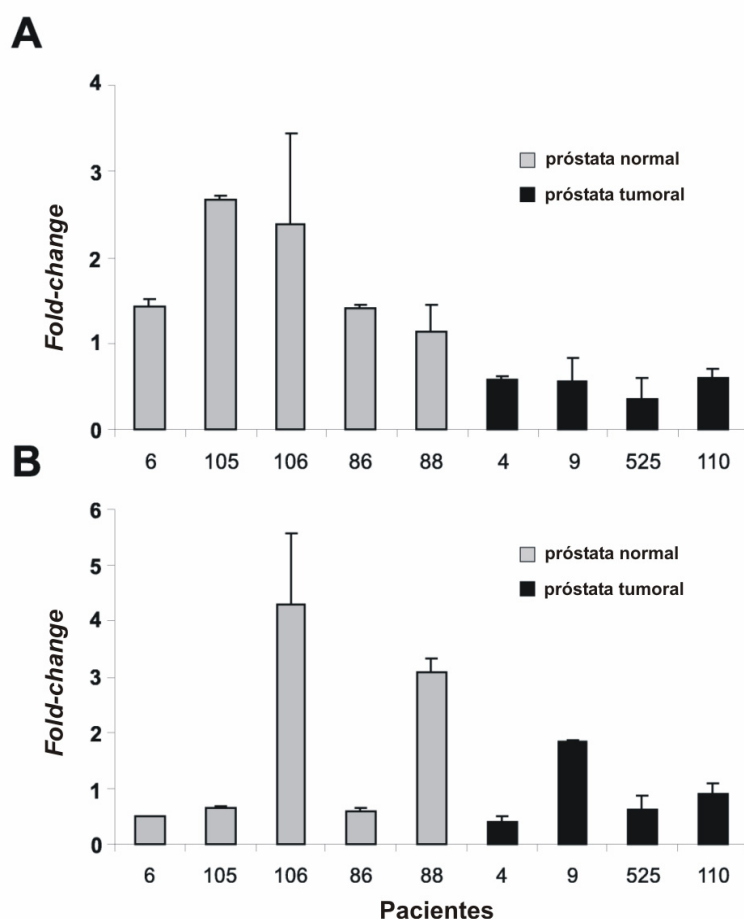 A
Fold-change
4
3
2
1
0
próstata normal
próstata tumoral
6 105 106 86 88 4 9 525 110
B
Fold-change
6
5
4
3
2
1
0
próstata normal
próstata tumoral
6 105 106 86 88 4 9 525 110
Pacientes